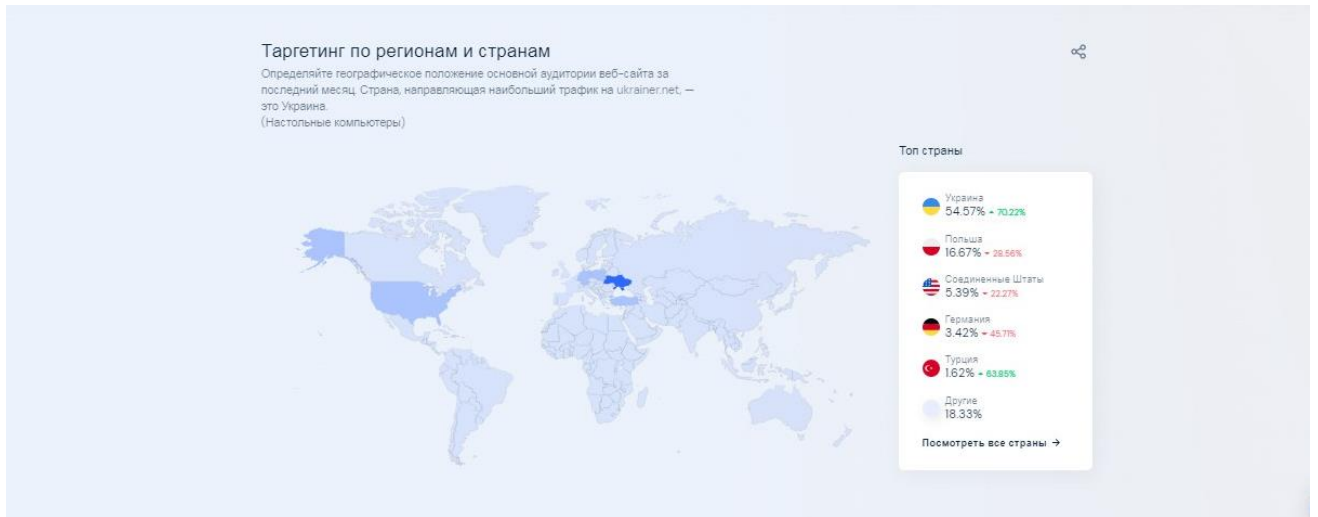 Таргетинг по регионам и странам
Определяйте географическое положение основной аудитории веб-сайта за
последний месяц. Страна, направляющая наибольший трафик на ukrainer.net, —
это Украина.
(Настольные компьютеры)
Топ страны
Украина
54.57% 70.22%
Польша
16.67% 28.56%
Соединенные Штаты
5.39% 22.27%
Германия
3.42% 45.71%
Турция
1.62% 63.85%
Другие
18.33%
Посмотреть все страны →